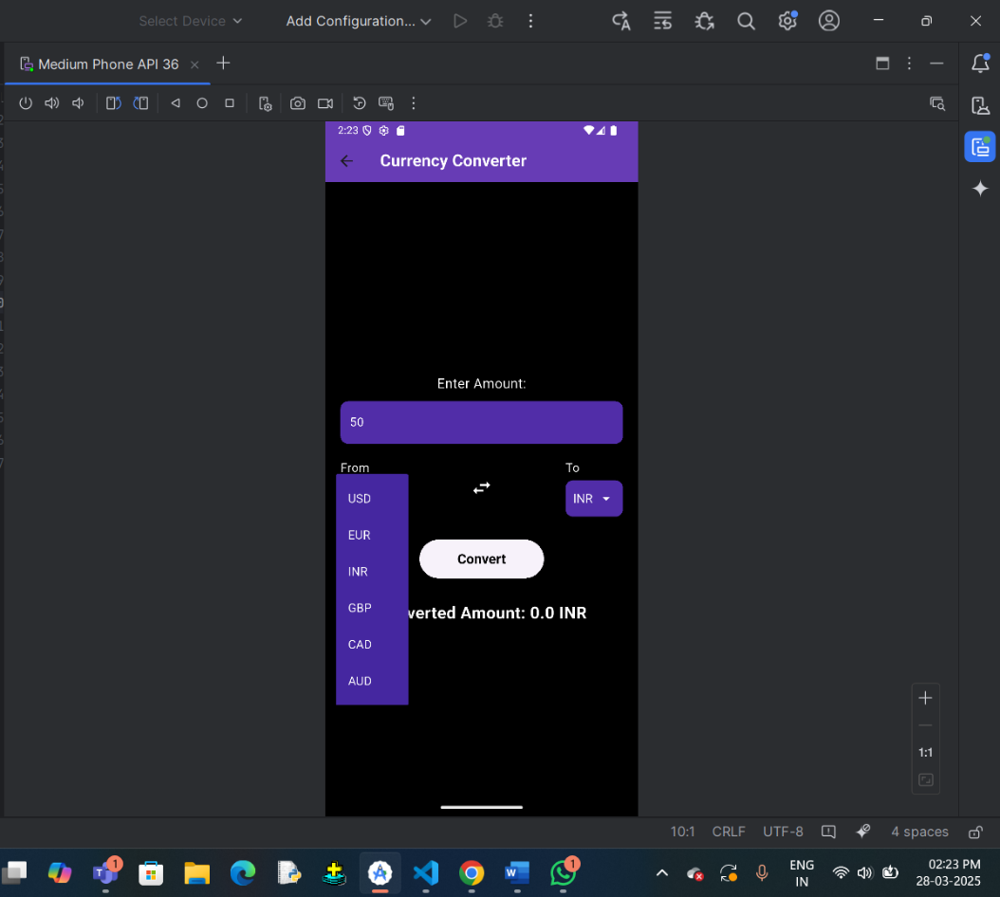 Select Device Add Configuration...
Medium Phone API 36
2:23
Currency Converter
Enter Amount:
50
From To
USD INR
EUR
Convert
INR
GBP
verted Amount: 0.0 INR
CAD
AUD
1:1
10:1 CRLF UTF-8 4 spaces
1
1
ENG
IN
02:23 PM
28-03-2025